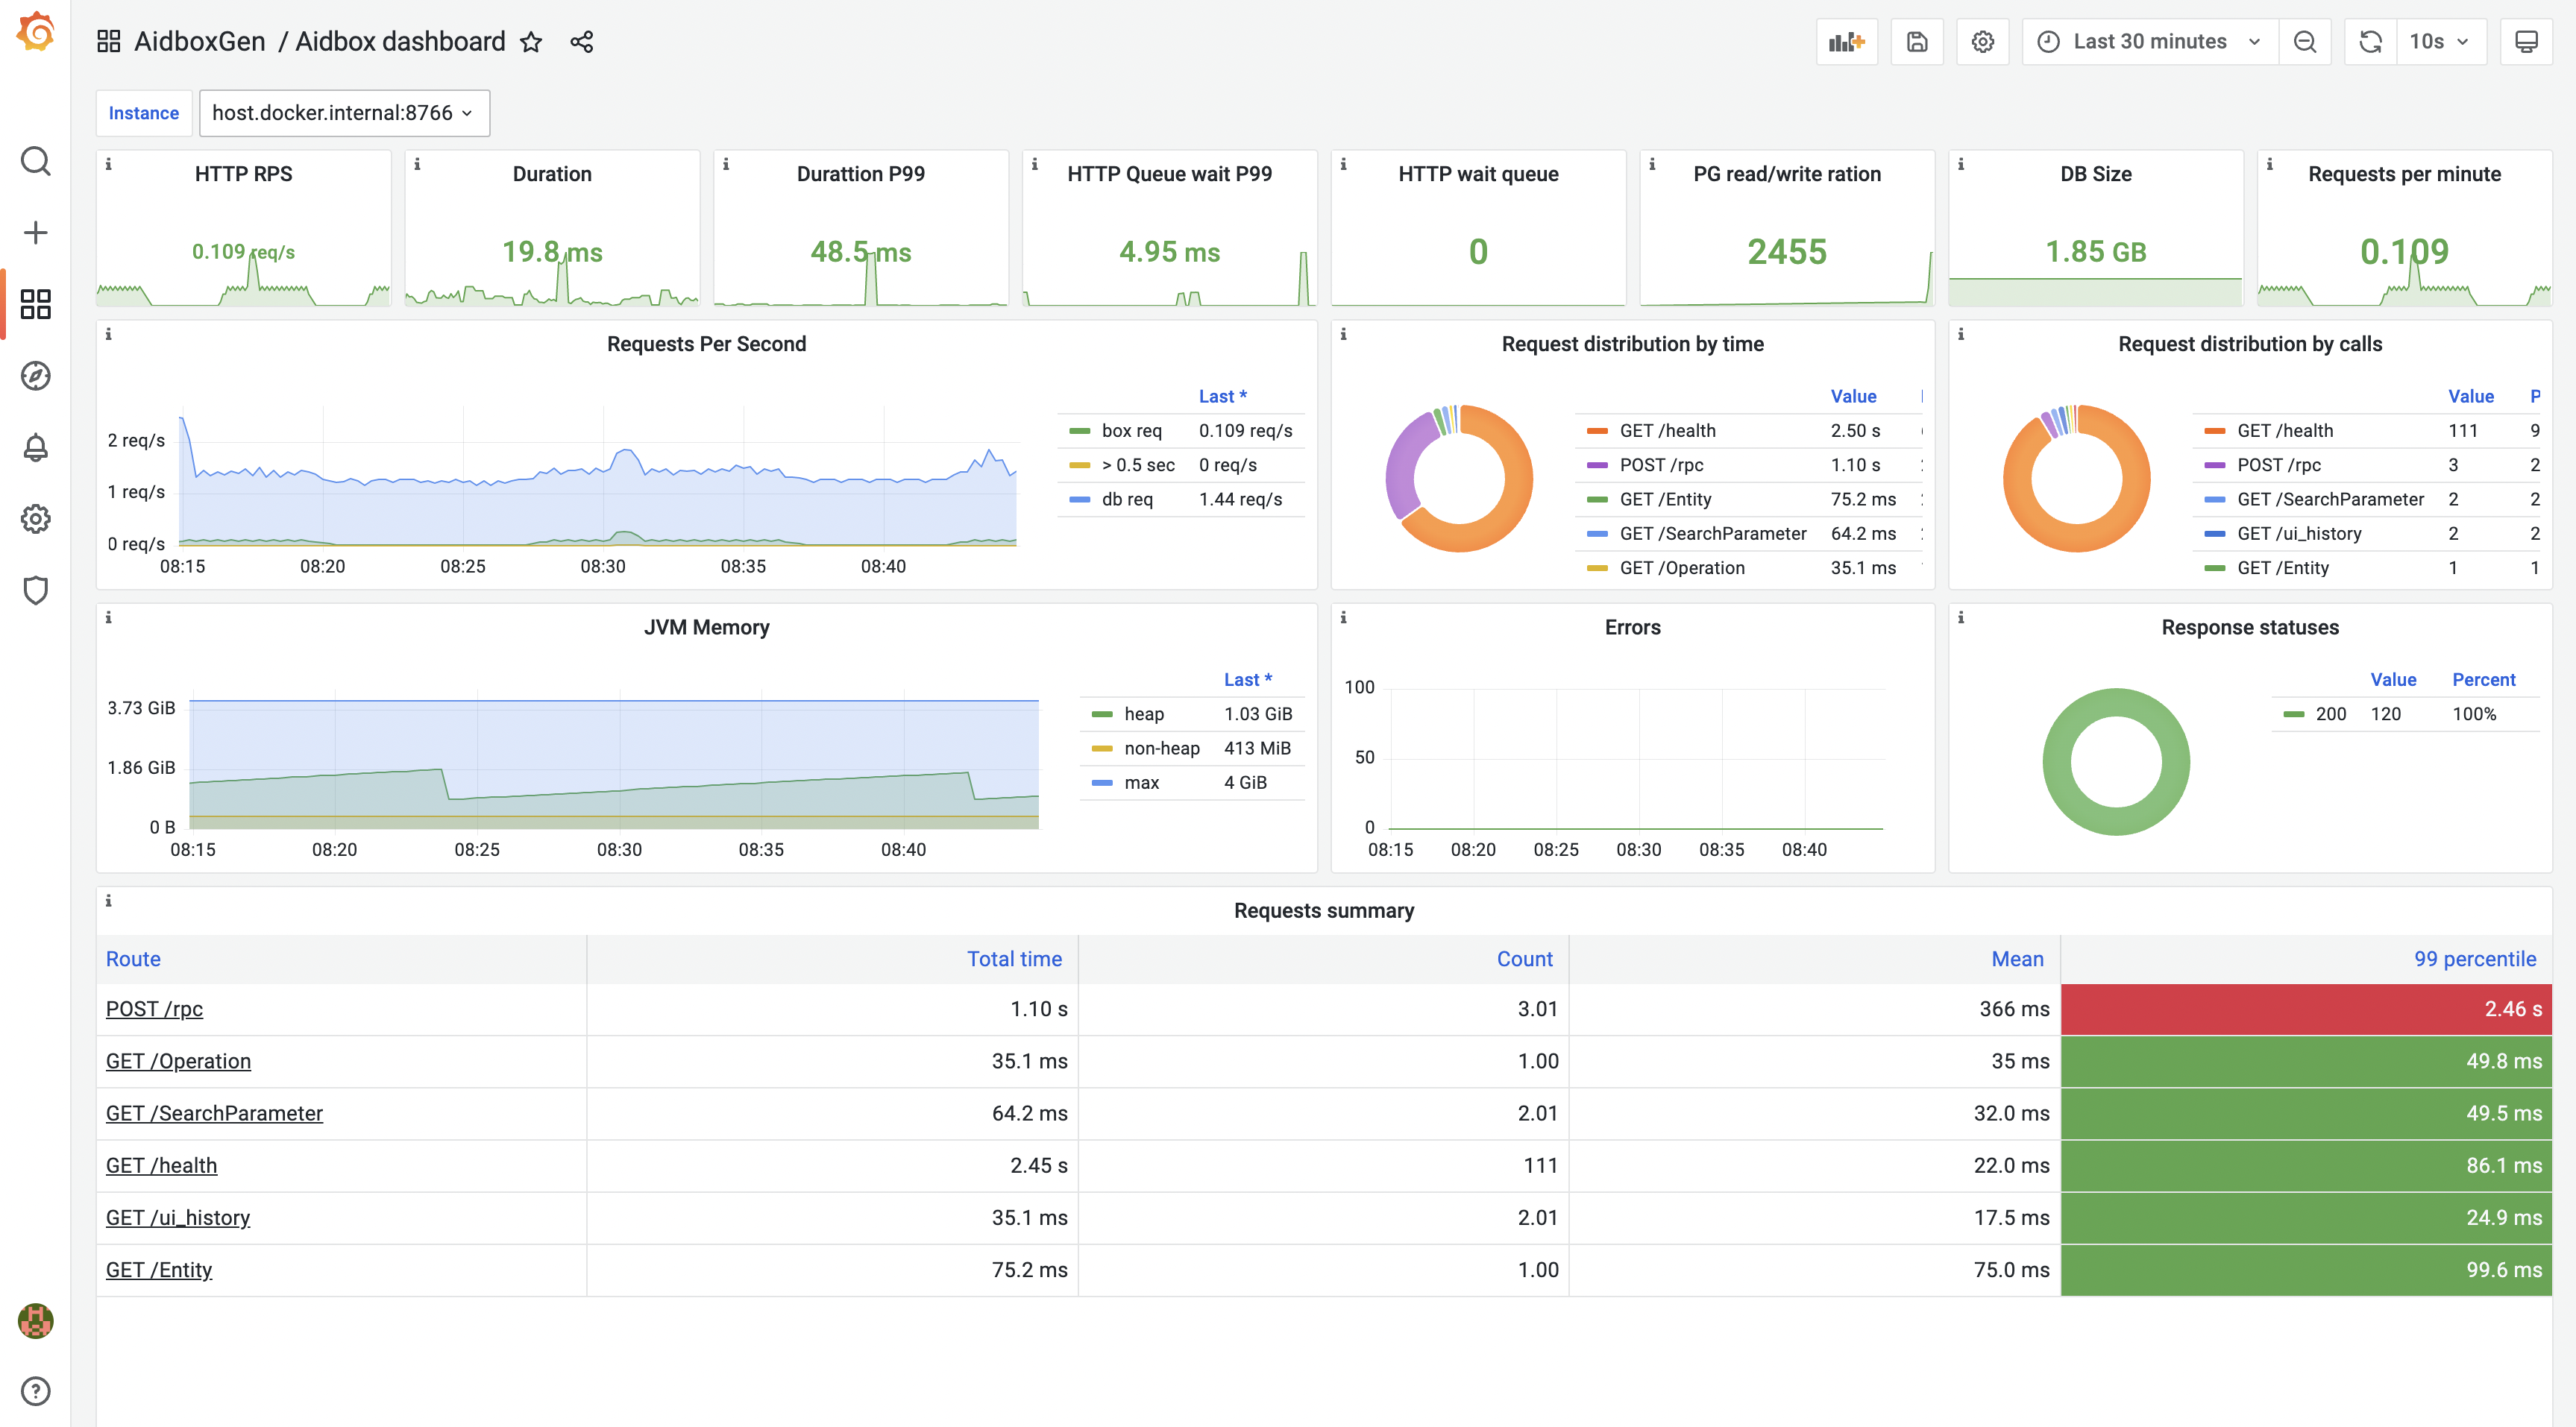 AidboxGen / Aidbox dashboard
Last 30 minutes
10s
Instance
host.docker.internal:8766
HTTP RPS
0.109 req/s
Duration
19.8 ms
Durattion P99
48.5 ms
HTTP Queue wait P99
4.95 ms
HTTP wait queue
0
PG read/write ration
2455
DB Size
1.85 GB
Requests per minute
0.109
Requests Per Second
2 req/s
1 req/s
0 req/s
08:15 08:20 08:25 08:30 08:35 08:40
Last *
box req 0.109 req/s
> 0.5 sec 0 req/s
db req 1.44 req/s
Request distribution by time
Value
GET /health 2.50 s
POST /rpc 1.10 s
GET /Entity 75.2 ms
GET /SearchParameter 64.2 ms
GET /Operation 35.1 ms
Request distribution by calls
Value P
GET /health 111 9
POST /rpc 3 2
GET /SearchParameter 2 2
GET /ui_history 2 2
GET /Entity 1 1
JVM Memory
3.73 GiB
1.86 GiB
0 B
08:15 08:20 08:25 08:30 08:35 08:40
Last *
heap 1.03 GiB
non-heap 413 MiB
max 4 GiB
Errors
100
50
0
08:15 08:20 08:25 08:30 08:35 08:40
Response statuses
Value Percent
200 120 100%
Requests summary
Route Total time Count Mean 99 percentile
POST /rpc 1.10 s 3.01 366 ms 2.46 s
GET /Operation 35.1 ms 1.00 35 ms 49.8 ms
GET /SearchParameter 64.2 ms 2.01 32.0 ms 49.5 ms
GET /health 2.45 s 111 22.0 ms 86.1 ms
GET /ui_history 35.1 ms 2.01 17.5 ms 24.9 ms
GET /Entity 75.2 ms 1.00 75.0 ms 99.6 ms